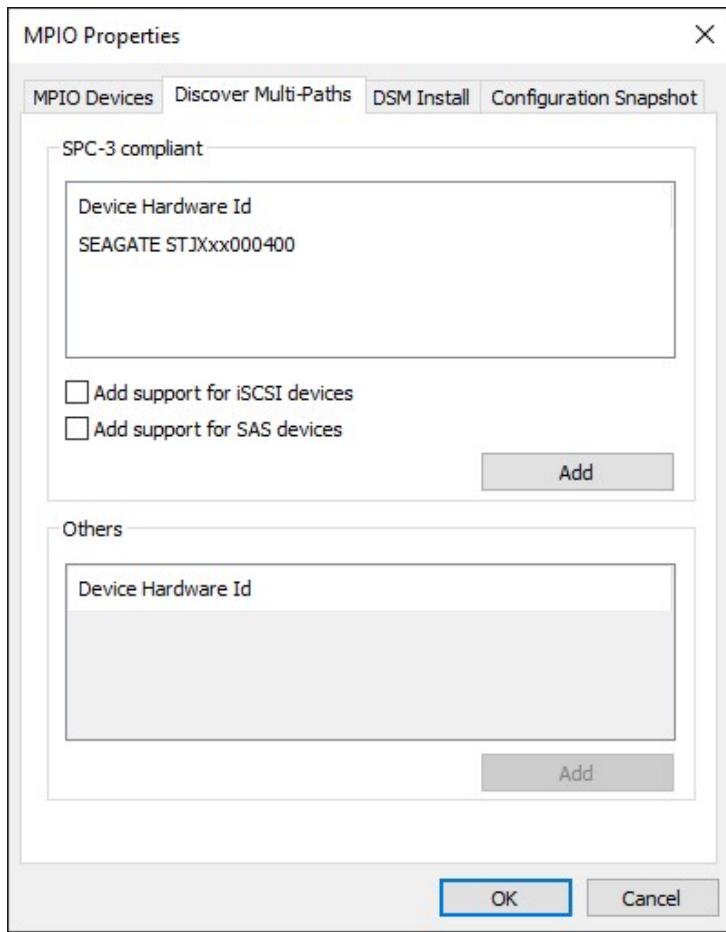 MPIO Properties
MPIO Devices Discover Multi-Paths DSM Install Configuration Snapshot
SPC-3 compliant
Device Hardware Id
SEAGATE STJXxx000400
Add support for iSCSI devices
Add support for SAS devices
Add
Others
Device Hardware Id
Add
OK Cancel